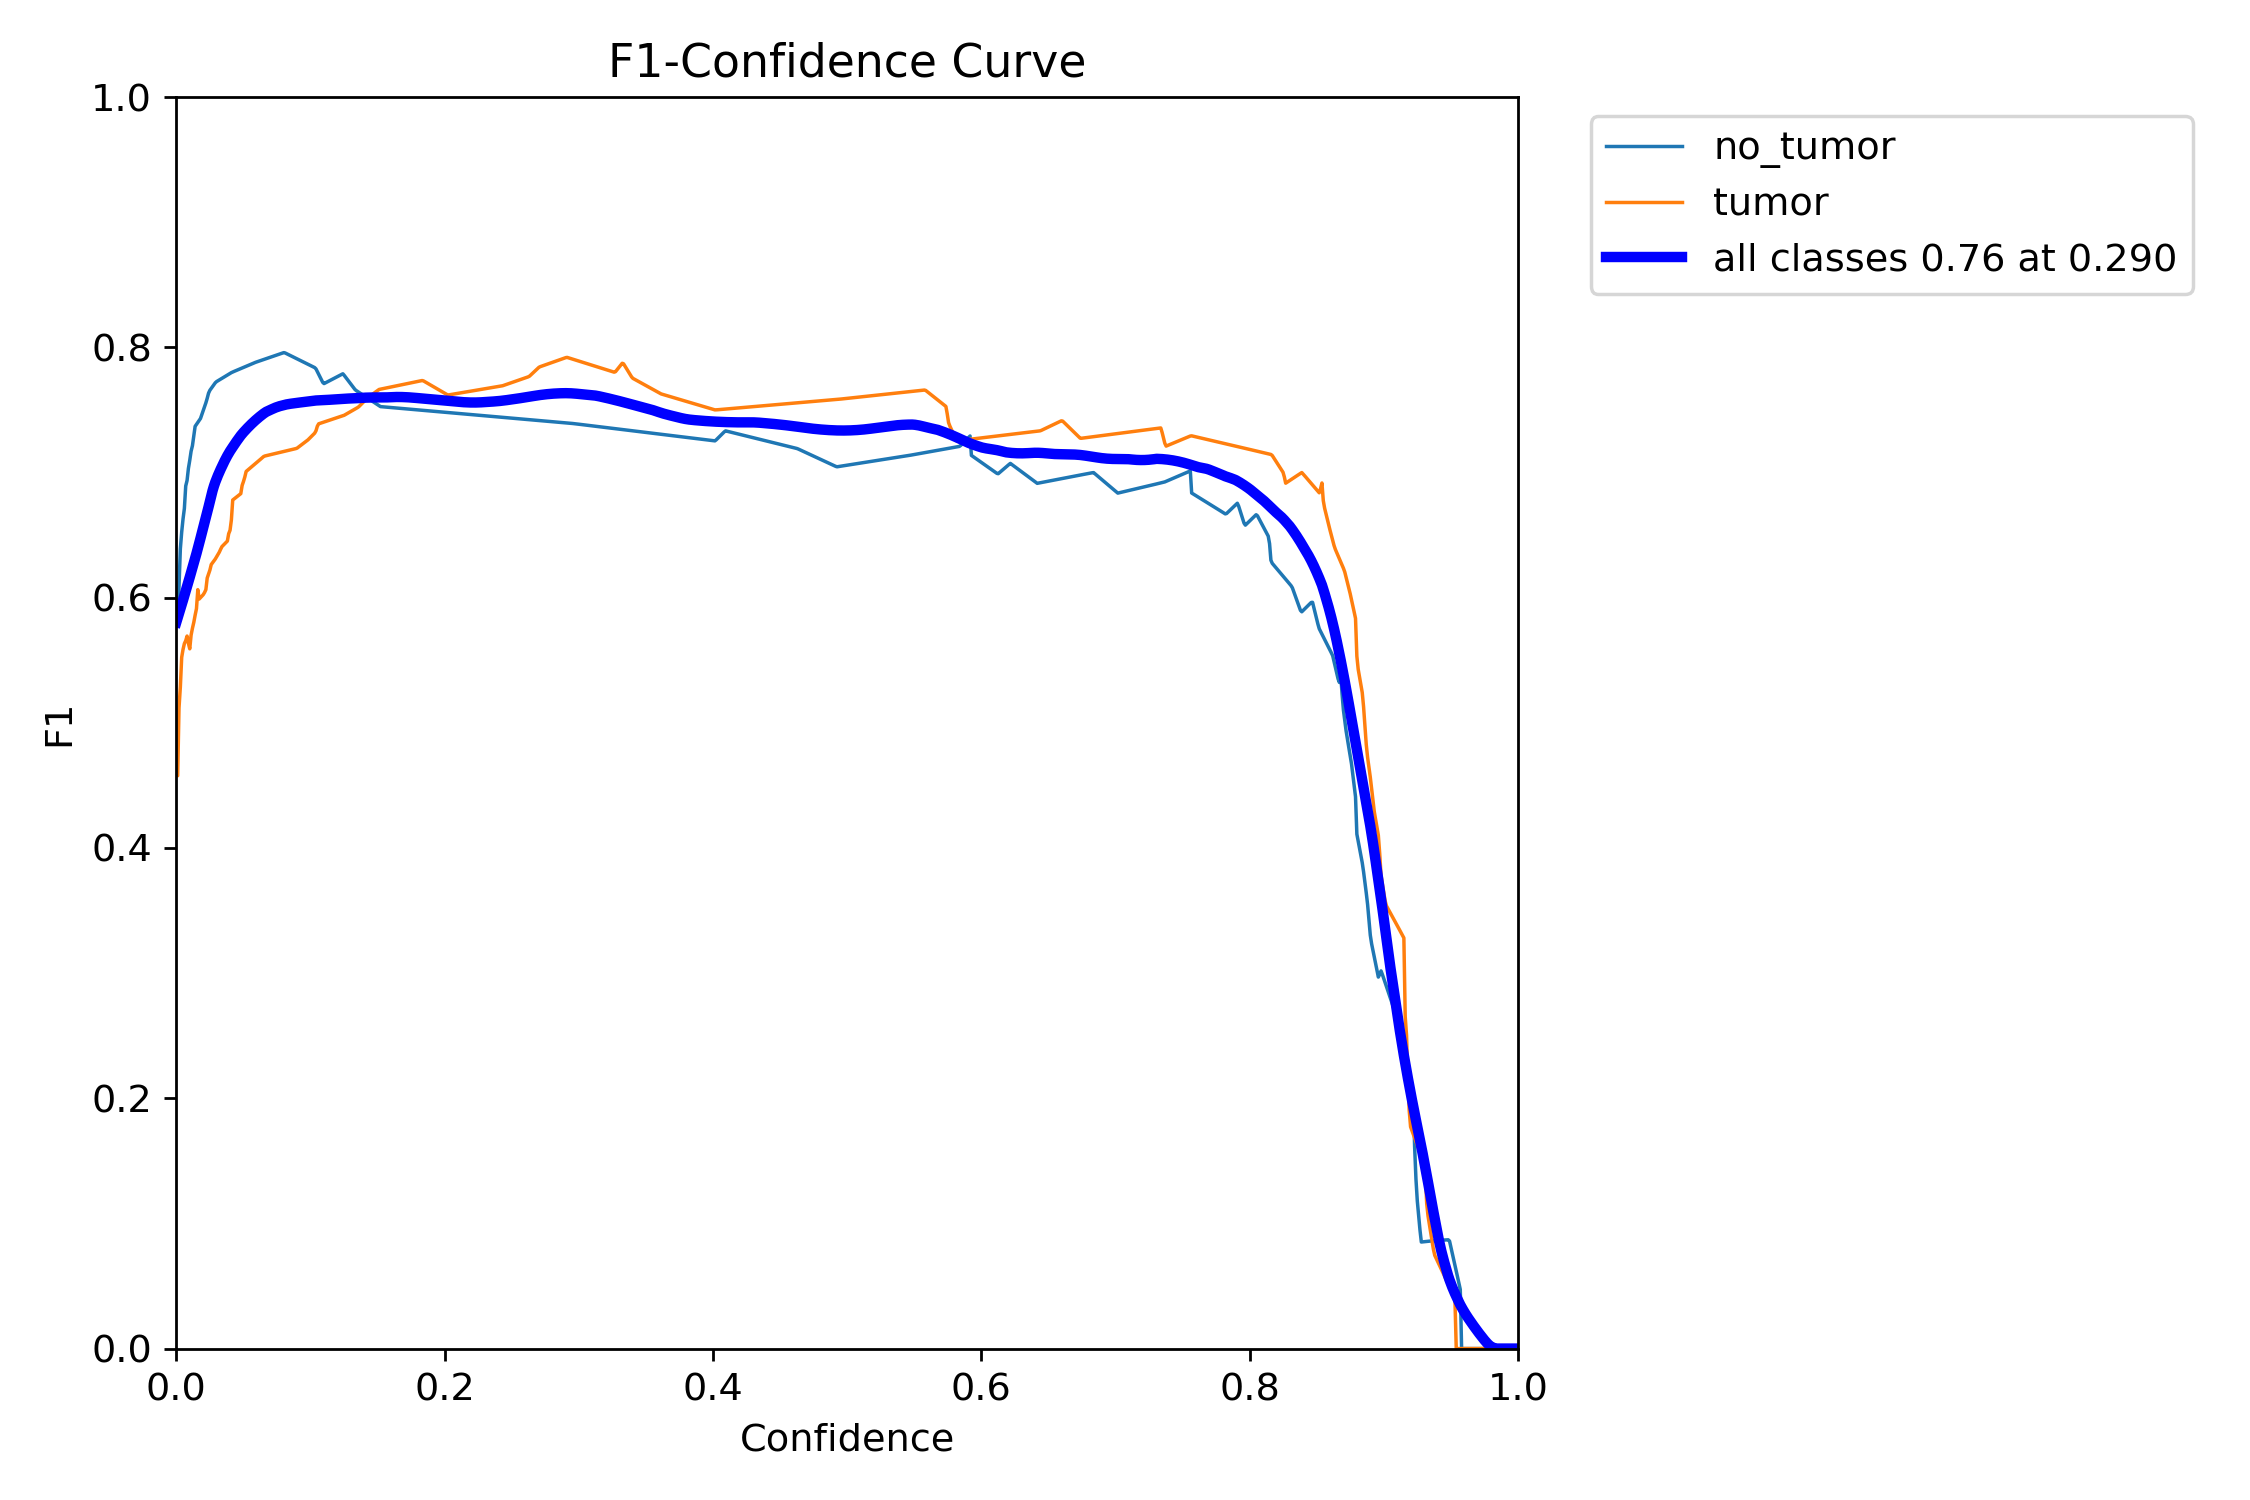 F1-Confidence Curve
1.0
0.8
0.6
0.4
0.2
0.0
F1
0.0 0.2 0.4 0.6 0.8 1.0
Confidence
no_tumor
tumor
all classes 0.76 at 0.290